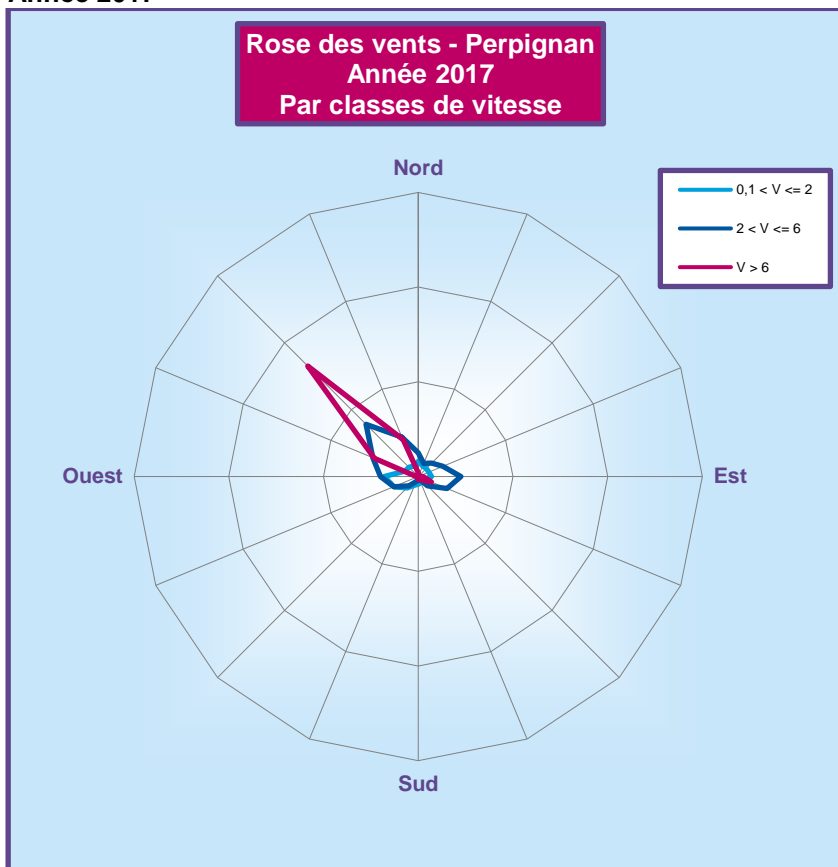 Rose des vents - Perpignan
Année 2017
Par classes de vitesse
Nord
0,1 < V <= 2
2 < V <= 6
V > 6
Ouest
Est
Sud